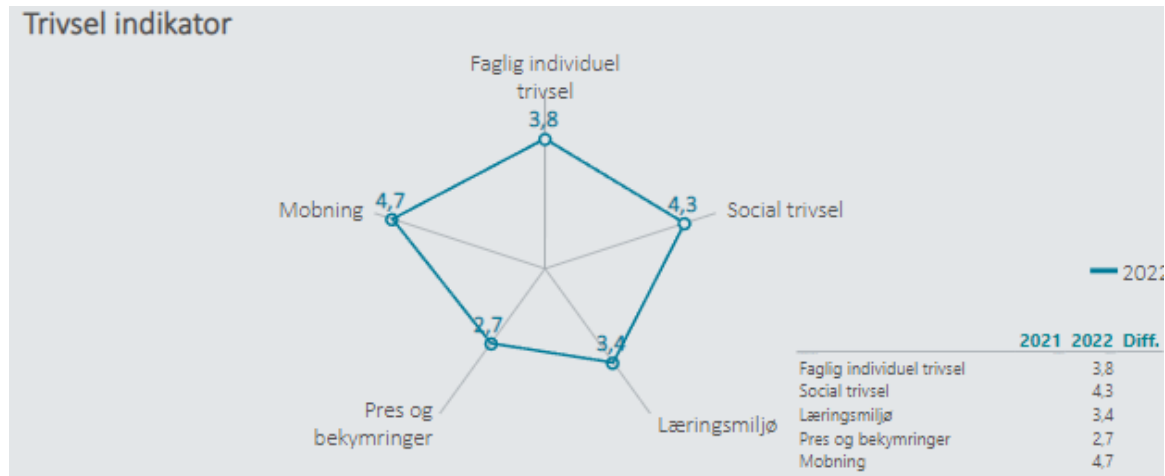 Trivsel indikator
Faglig individuel
trivsel
3,8
4,7
Mobning
4,3
Social trivsel
2022
2,7
3,4
Pres og
bekymringer
Læringsmiljø
2021 2022 Diff.
Faglig individuel trivsel 3,8
Social trivsel 4,3
Læringsmiljø 3,4
Pres og bekymringer 2,7
Mobning 4,7